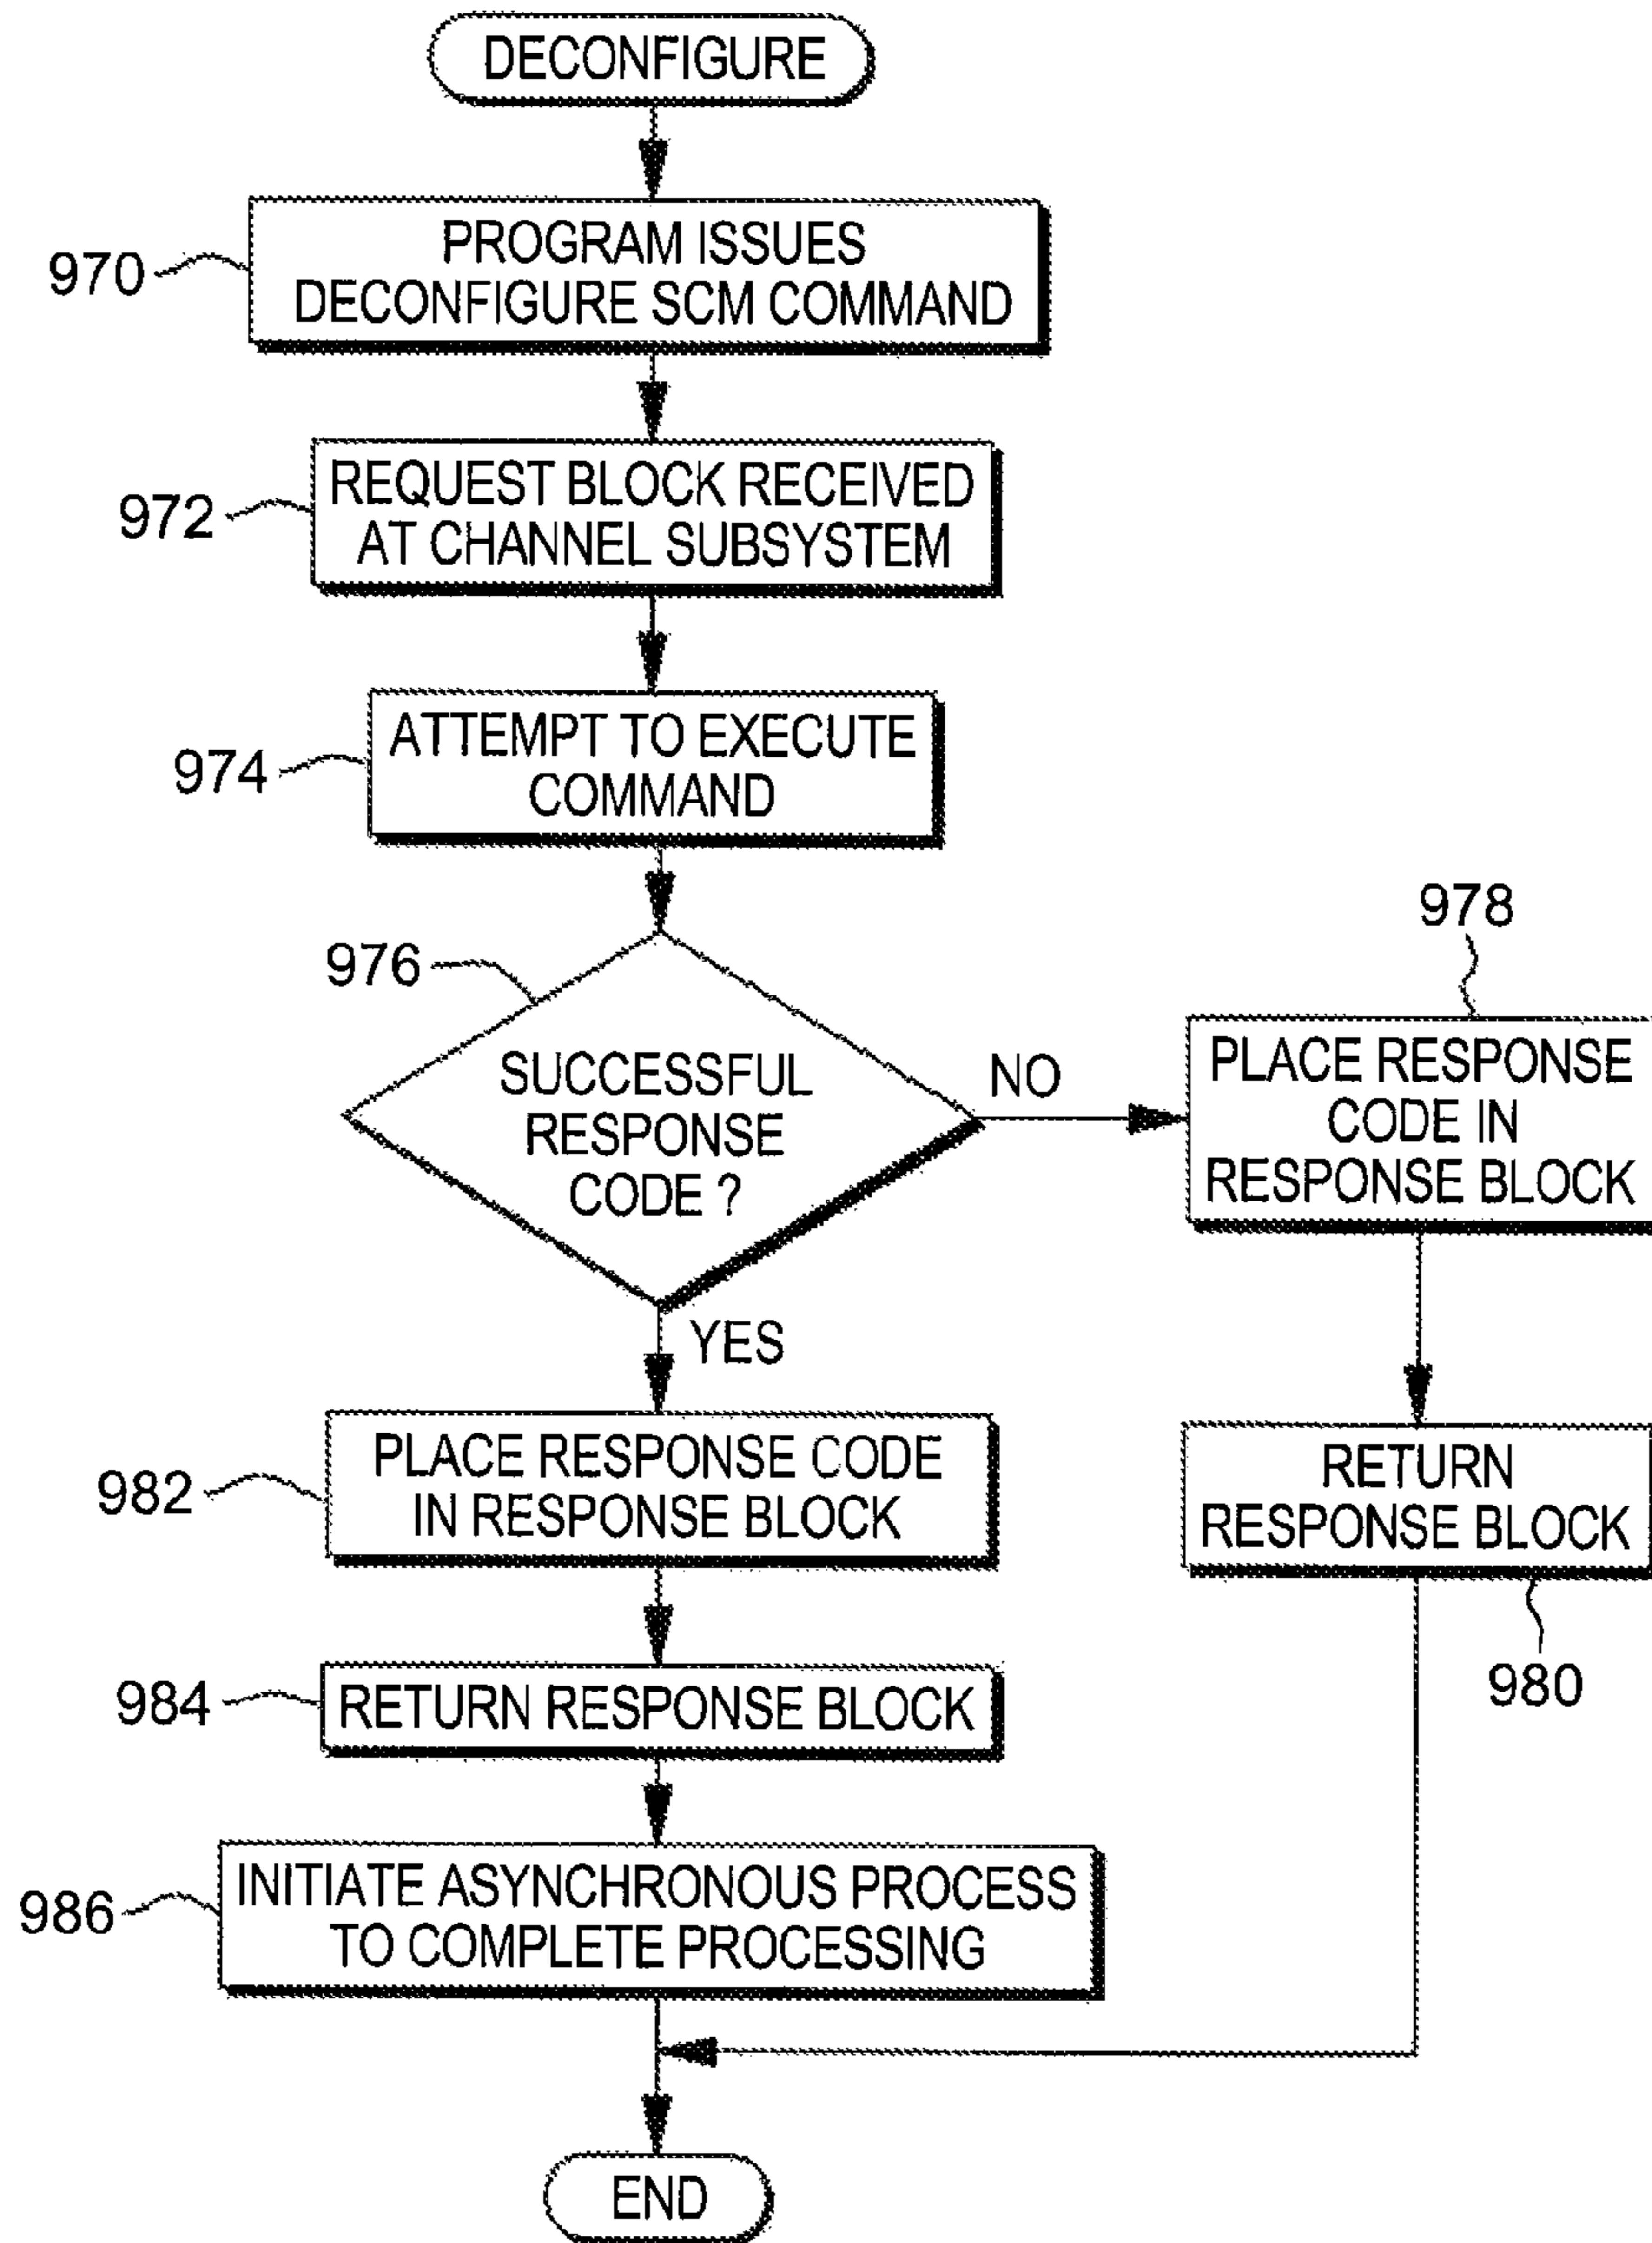 DECONFIGURE
970
PROGRAM ISSUES
DECONFIGURE SCM COMMAND
972
REQUEST BLOCK RECEIVED
AT CHANNEL SUBSYSTEM
974
ATTEMPT TO EXECUTE
COMMAND
976
SUCCESSFUL
RESPONSE
CODE ?
NO
978
PLACE RESPONSE
CODE IN
RESPONSE BLOCK
YES
982
PLACE RESPONSE CODE
IN RESPONSE BLOCK
RETURN
RESPONSE BLOCK
980
984
RETURN RESPONSE BLOCK
986
INITIATE ASYNCHRONOUS PROCESS
TO COMPLETE PROCESSING
END